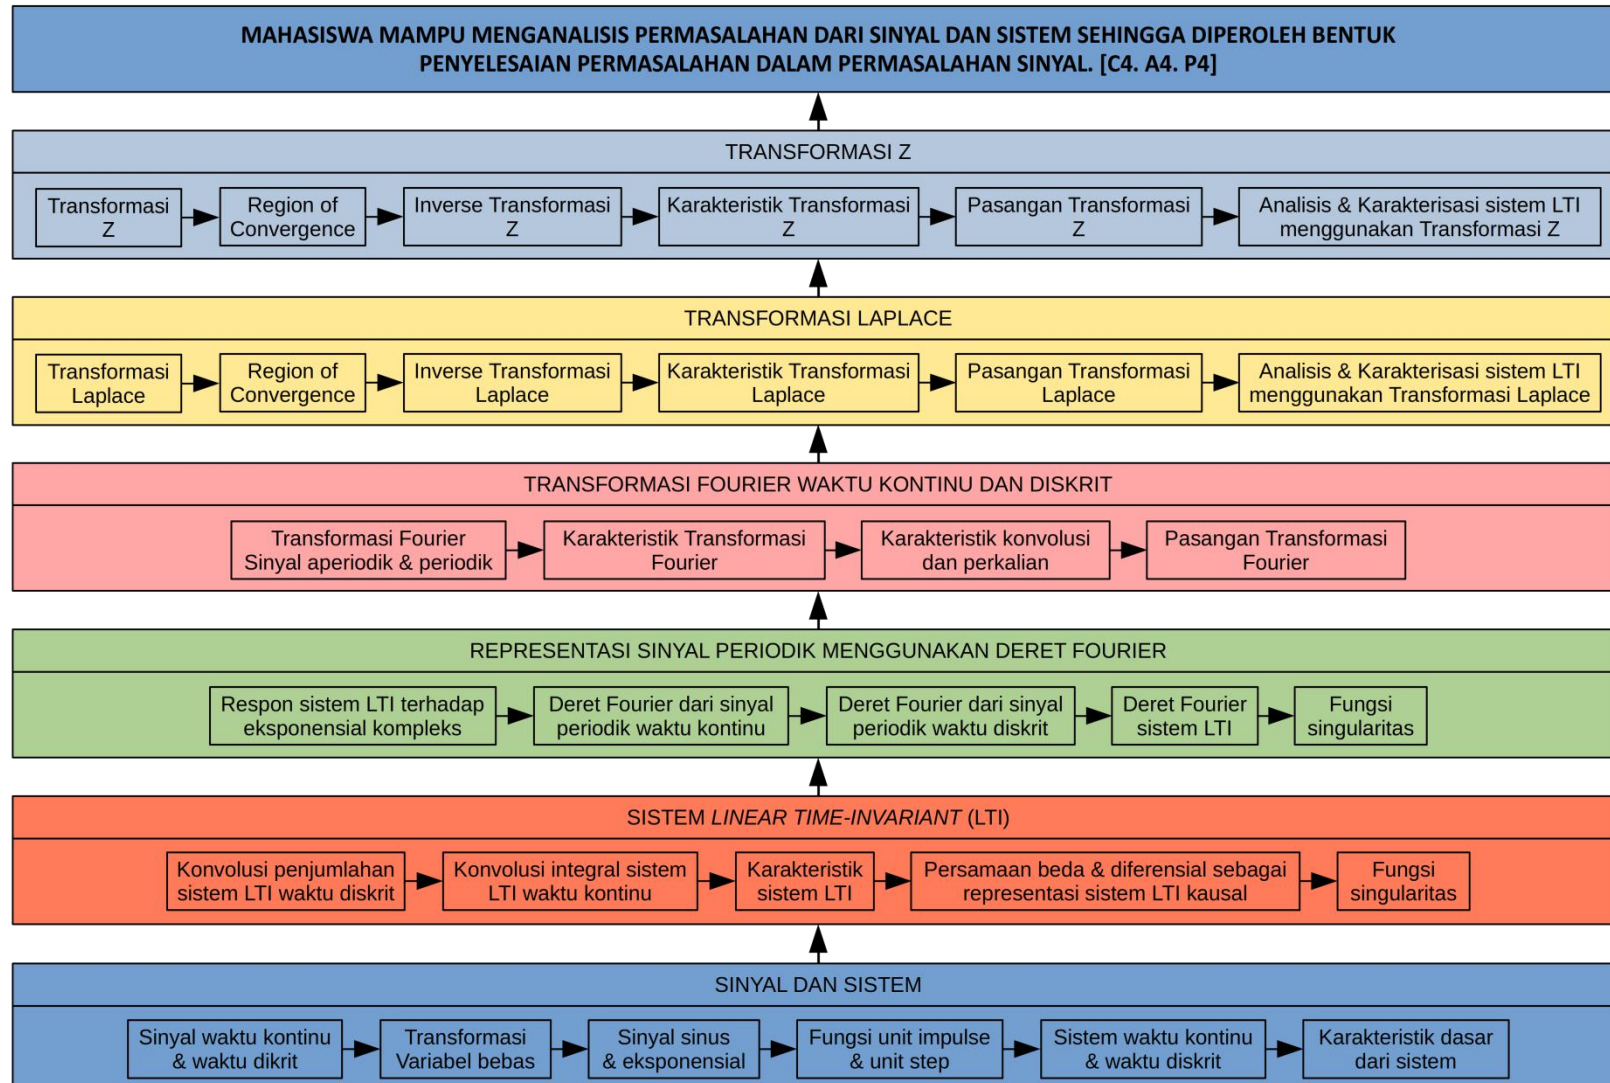 MAHASISWA MAMPU MENGANALISIS PERMASALAHAN DARI SINYAL DAN SISTEM SEHINGGA DIPEROLEH BENTUK
PENYELESAIAN PERMASALAHAN DALAM PERMASALAHAN SINYAL. [C4. A4. P4]
TRANSFORMASI Z
Transformasi
Z
Region of
Convergence
Inverse Transformasi
Z
Karakteristik Transformasi
Z
Pasangan Transformasi
Z
Analisis & Karakterisasi sistem LTI
menggunakan Transformasi Z
TRANSFORMASI LAPLACE
Transformasi
Laplace
Region of
Convergence
Inverse Transformasi
Laplace
Karakteristik Transformasi
Laplace
Pasangan Transformasi
Laplace
Analisis & Karakterisasi sistem LTI
menggunakan Transformasi Laplace
TRANSFORMASI FOURIER WAKTU KONTINU DAN DISKRIT
Transformasi Fourier
Sinyal aperiodik & periodik
Karakteristik Transformasi
Fourier
Karakteristik konvolusi
dan perkalian
Pasangan Transformasi
Fourier
REPRESENTASI SINYAL PERIODIK MENGGUNAKAN DERET FOURIER
Respon sistem LTI terhadap
eksponensial kompleks
Deret Fourier dari sinyal
periodik waktu kontinu
Deret Fourier dari sinyal
periodik waktu diskrit
Deret Fourier
sistem LTI
Fungsi
singularitas
SISTEM LINEAR TIME-INVARIANT (LTI)
Konvolusi penjumlahan
sistem LTI waktu diskrit
Konvolusi integral sistem
LTI waktu kontinu
Karakteristik
sistem LTI
Persamaan beda & diferensial sebagai
representasi sistem LTI kausal
Fungsi
singularitas
SINYAL DAN SISTEM
Sinyal waktu kontinu
& waktu dikrit
Transformasi
Variabel bebas
Sinyal sinus
& eksponensial
Fungsi unit impulse
& unit step
Sistem waktu kontinu
& waktu diskrit
Karakteristik dasar
dari sistem